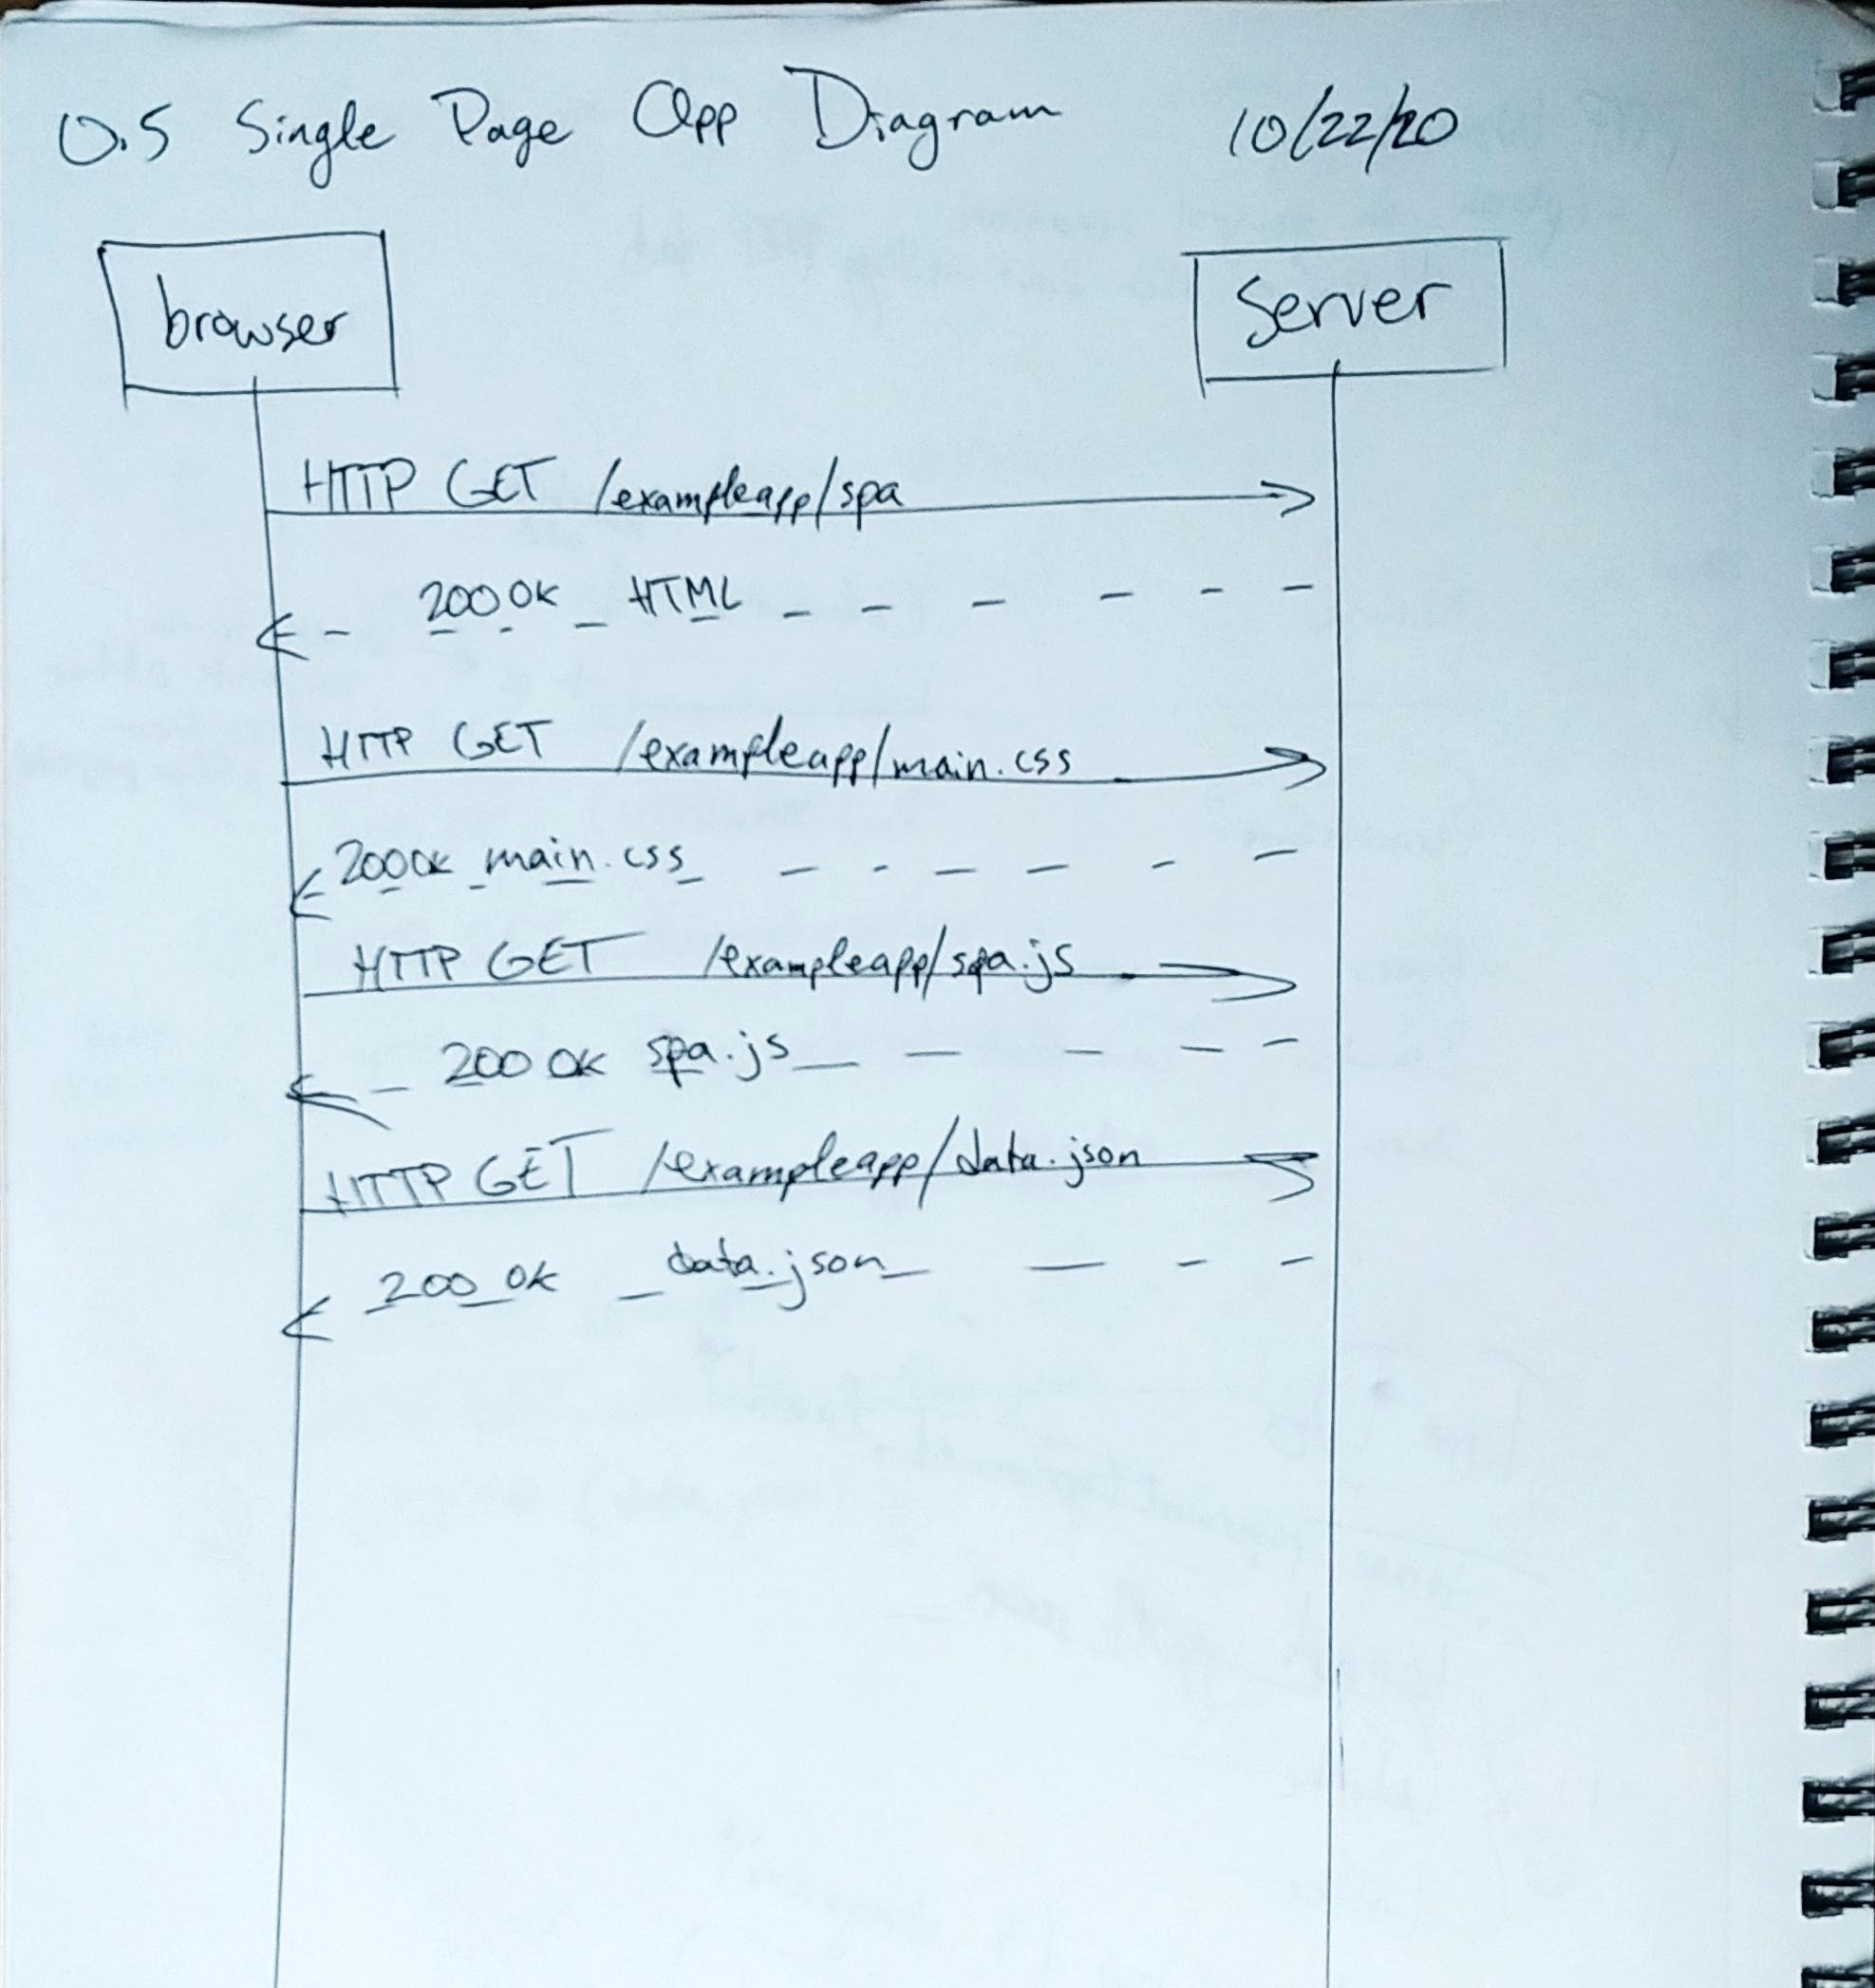 0.5 Single Page App Diagram 10/22/20
browser Server
HTTP GET /exampleapp/spa
200 OK HTML
HTTP GET /exampleapp/main.css
200 OK main.css
HTTP GET /exampleapp/spa.js
200 OK spa.js
HTTP GET /exampleapp/data.json
200 OK data.json